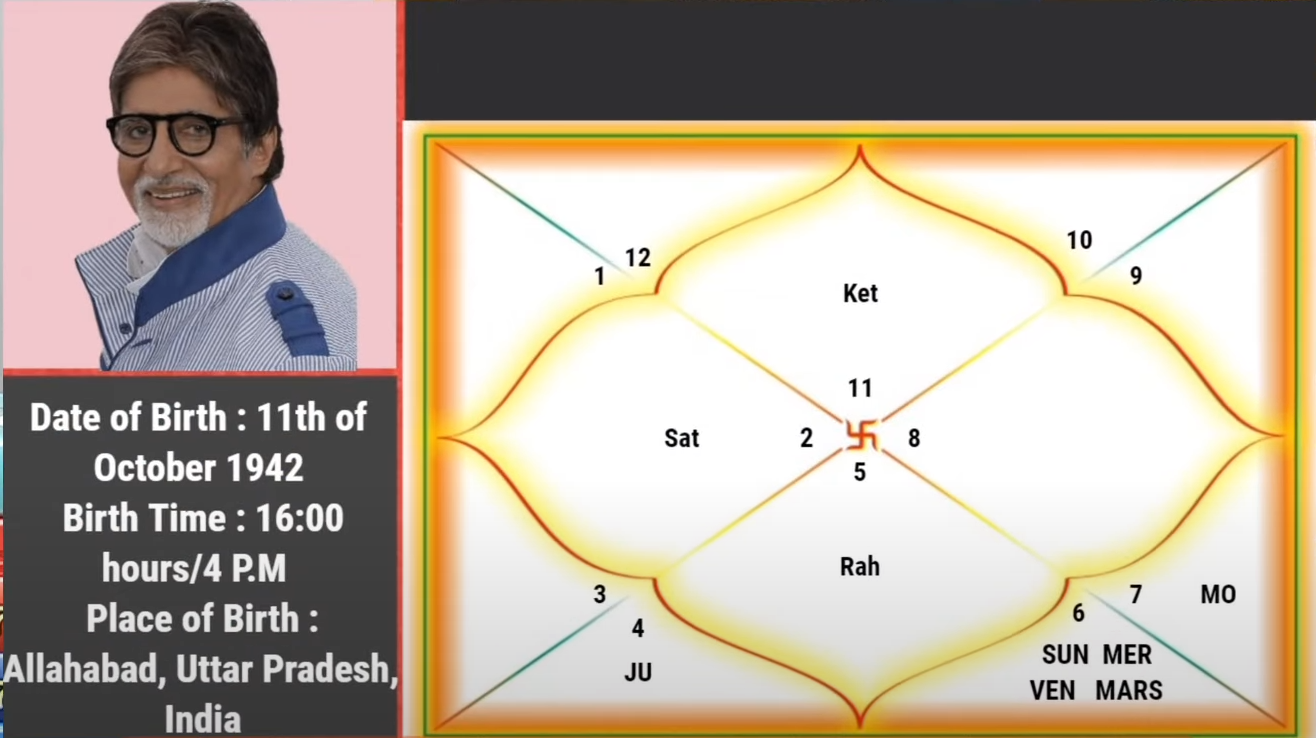 Date of Birth : 11th of
October 1942
Birth Time : 16:00
hours/4 P.M
Place of Birth :
Allahabad, Uttar Pradesh,
India
12
1
10
9
Ket
11
Sat
2
8
5
Rah
3
4
JU
7
MO
6
SUN MER
VEN MARS